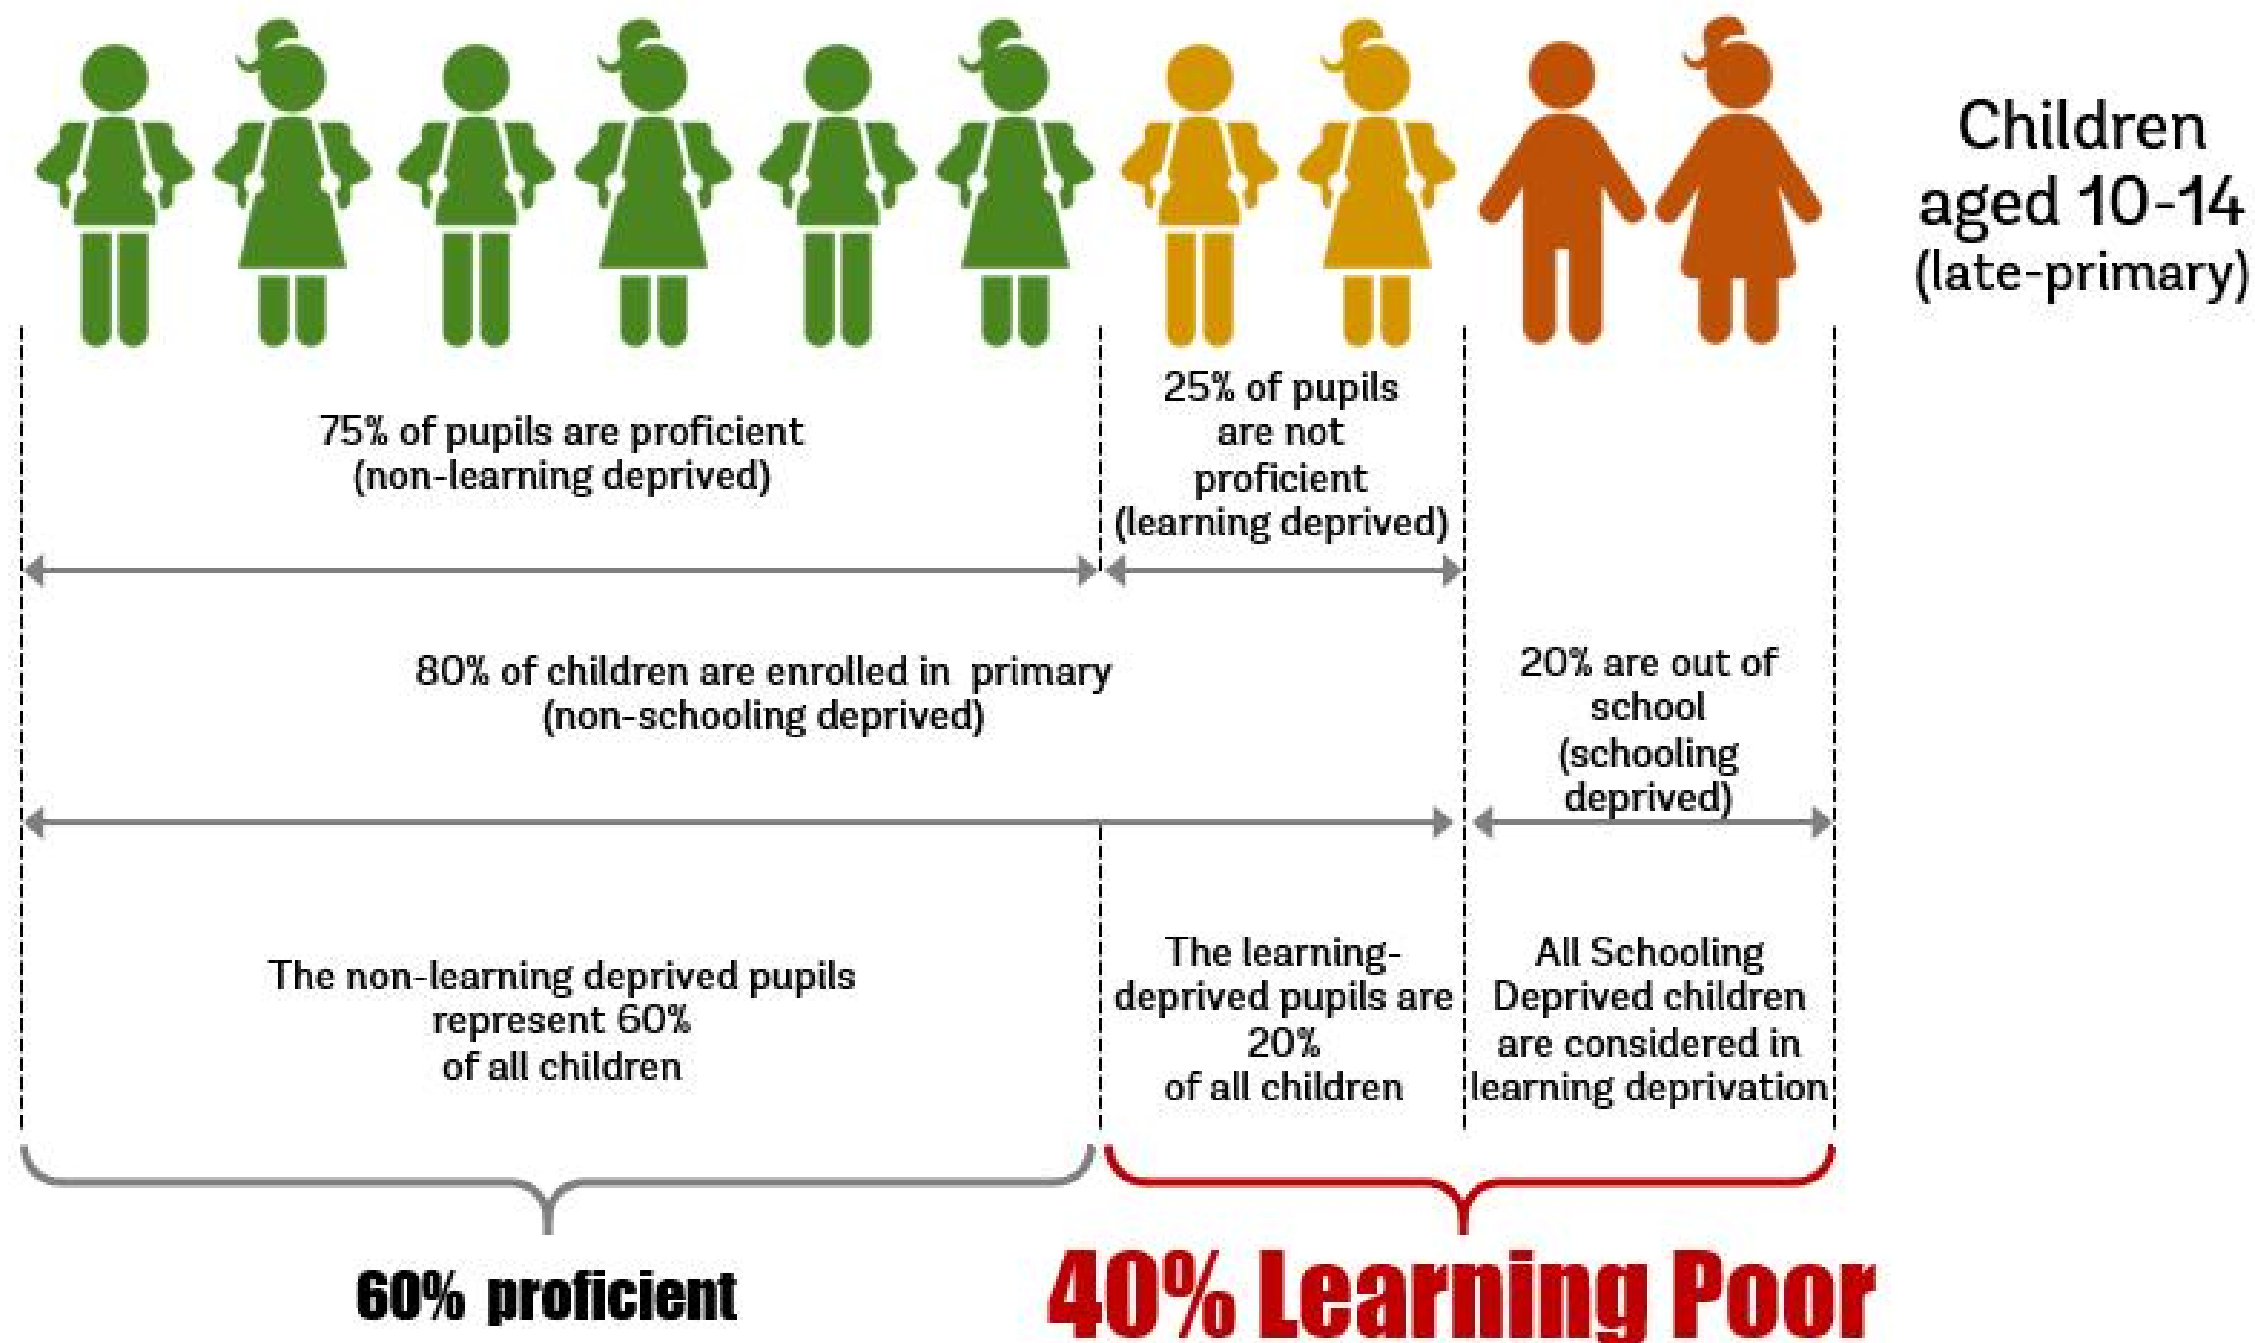 Children
aged 10-14
(late-primary)
75% of pupils are proficient
(non-learning deprived)
25% of pupils
are not
proficient
(learning deprived)
80% of children are enrolled in primary
(non-schooling deprived)
20% are out of
school
(schooling
deprived)
The non-learning deprived pupils
represent 60%
of all children
The learning-
deprived pupils are
20%
of all children
All Schooling
Deprived children
are considered in
learning deprivation
60% proficient
40% Learning Poor